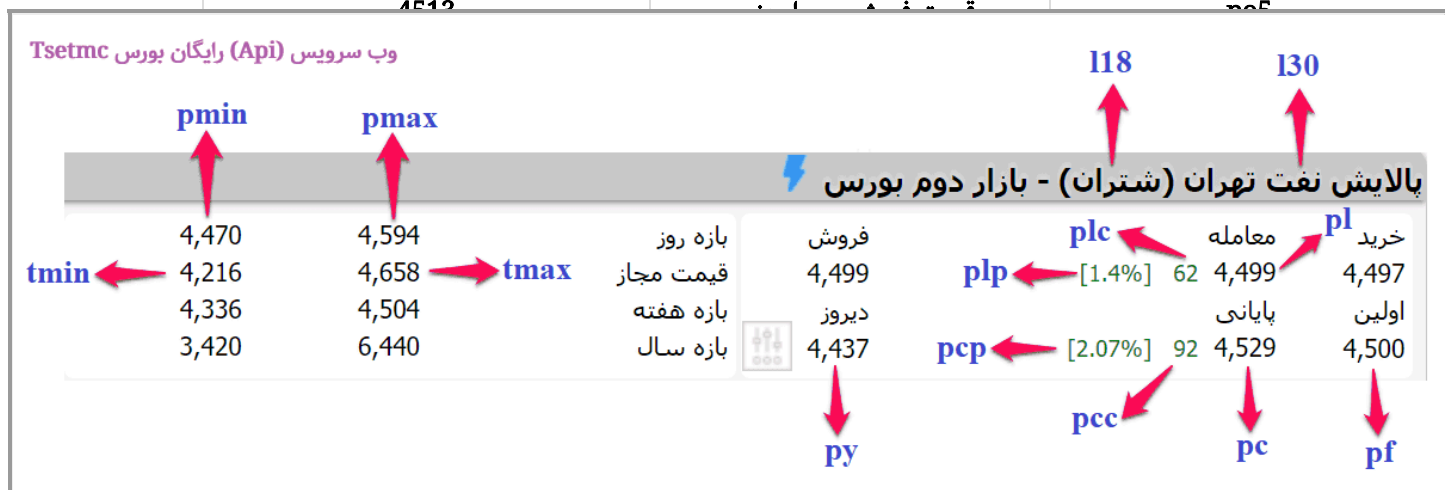 4513
po5
وب سرویس (Api) رایگان بورس Tsetmc
l18
l30
pmin
pmax
پالایش نفت تهران (شتران) - بازار دوم بورس
خرید
pl
معامله
plc
فروش
بازه روز
4,594
4,470
4,497
4,499
62
[1.4%]
plp
4,499
قیمت مجاز
tmax
4,658
4,216
tmin
اولین
پایانی
دیروز
بازه هفته
4,504
4,336
4,500
4,529
92
[2.07%]
pcp
4,437
بازه سال
6,440
3,420
pcc
pf
pc
py